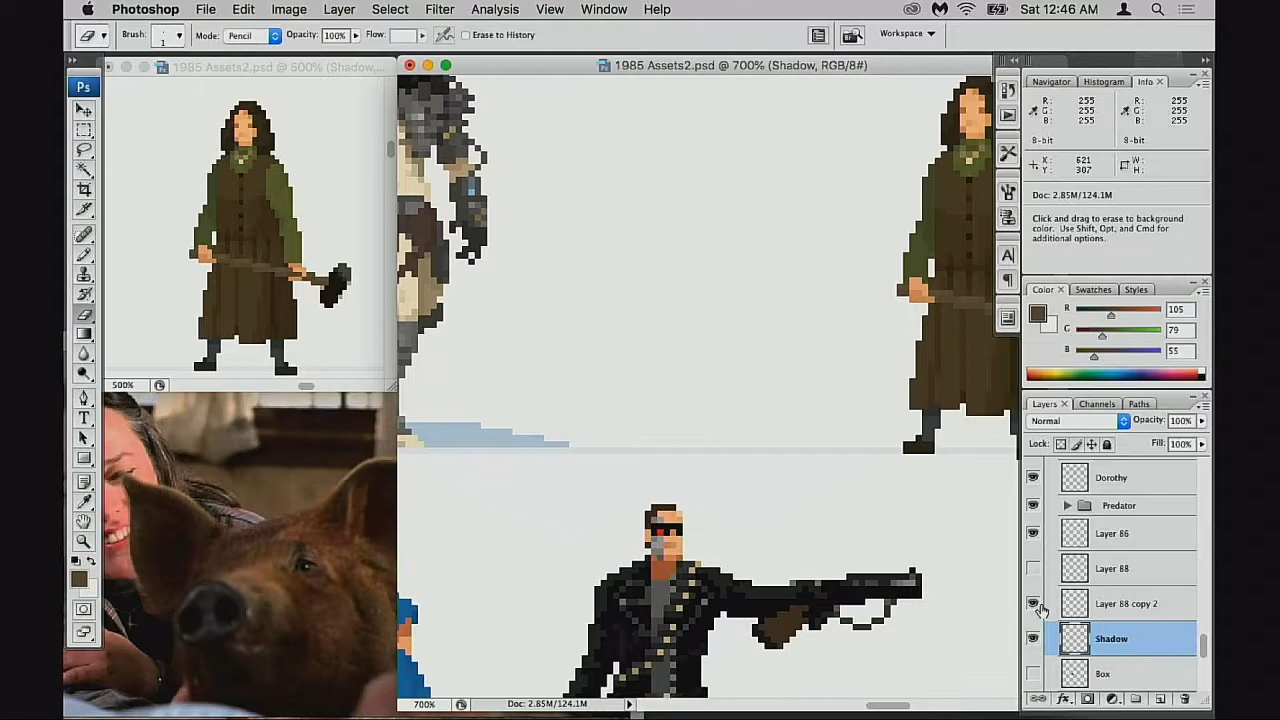 Photoshop File Edit Image Layer Select Filter Analysis View Window Help Sat 12:46 AM
Brush: 1 Mode: Pencil Opacity: 100% Flow: Erase to History Workspace
1985 Assets2.psd @ 500% (Shadow,...
1985 Assets2.psd @ 700% (Shadow, RGB/8#)
Ps
Navigator Histogram Info
R: 255 R: 255
G: 255 G: 255
B: 255 B: 255
8-bit 8-bit
X: 621 W:
Y: 307 H:
Doc: 2.85M/124.1M
Click and drag to erase to background
color. Use Shift, Opt, and Cmd for
additional options.
Color Swatches Styles
R 105
G 79
B 55
500%
Layers Channels Paths
Normal Opacity: 100%
Lock: Fill: 100%
Dorothy
Predator
Layer 86
Layer 88
Layer 88 copy 2
Shadow
Box
700% Doc: 2.85M/124.1M